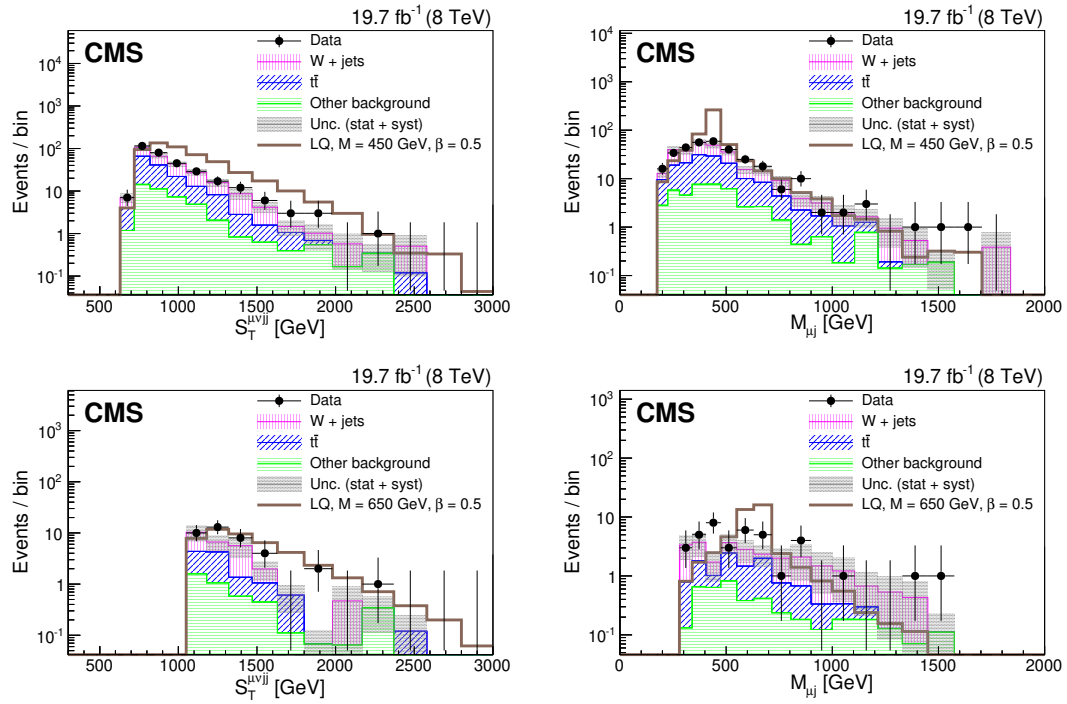 19.7 fb⁻¹ (8 TeV)
CMS
Data
W + jets
tt̄
Other background
Unc. (stat + syst)
LQ, M = 450 GeV, β = 0.5
Events / bin
10⁴
10³
10²
10
1
10⁻¹
500 1000 1500 2000 2500 3000
S_T^μνjj [GeV]
19.7 fb⁻¹ (8 TeV)
CMS
Data
W + jets
tt̄
Other background
Unc. (stat + syst)
LQ, M = 450 GeV, β = 0.5
Events / bin
10⁴
10³
10²
10
1
10⁻¹
0 500 1000 1500 2000
M_μj [GeV]
19.7 fb⁻¹ (8 TeV)
CMS
Data
W + jets
tt̄
Other background
Unc. (stat + syst)
LQ, M = 650 GeV, β = 0.5
Events / bin
10³
10²
10
1
10⁻¹
500 1000 1500 2000 2500 3000
S_T^μνjj [GeV]
19.7 fb⁻¹ (8 TeV)
CMS
Data
W + jets
tt̄
Other background
Unc. (stat + syst)
LQ, M = 650 GeV, β = 0.5
Events / bin
10³
10²
10
1
10⁻¹
0 500 1000 1500 2000
M_μj [GeV]